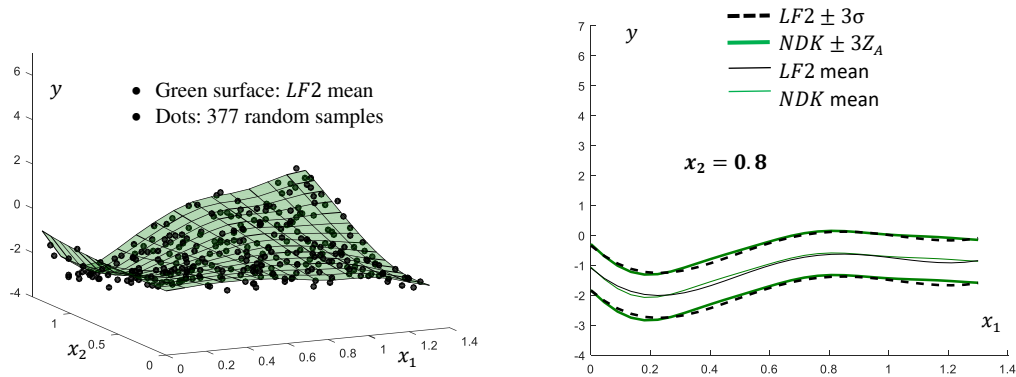 6
4
2
0
-2
-4
y
● Green surface: LF2 mean
● Dots: 377 random samples
1
0.5
0
x₂
0
0.2
0.4
0.6
0.8
1
1.2
1.4
x₁
LF2 ± 3σ
NDK ± 3Z_A
LF2 mean
NDK mean
7
6
5
4
3
2
1
0
-1
-2
-3
-4
y
x₂ = 0.8
x₁
0 0.2 0.4 0.6 0.8 1 1.2 1.4